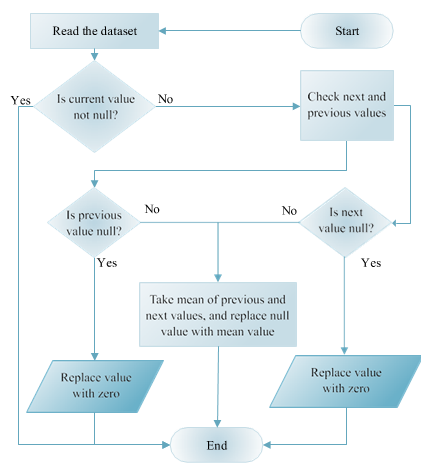 Read the dataset
Start
Yes
Is current value
not null?
No
Check next and
previous values
Is previous
value null?
No
No
Is next
value null?
Yes
Yes
Take mean of previous and
next values, and replace null
value with mean value
Replace value
with zero
Replace value
with zero
End